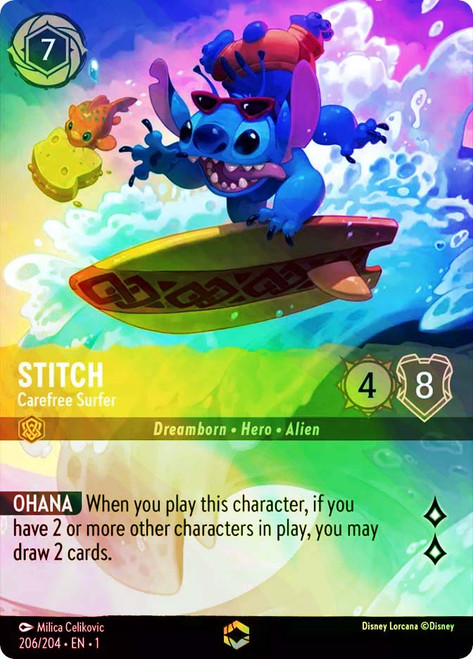 7
STITCH
Carefree Surfer
4
8
Dreamborn • Hero • Alien
OHANA When you play this character, if you
have 2 or more other characters in play, you may
draw 2 cards.
Milica Celikovic
206/204 • EN • 1
Disney Lorcana ©Disney